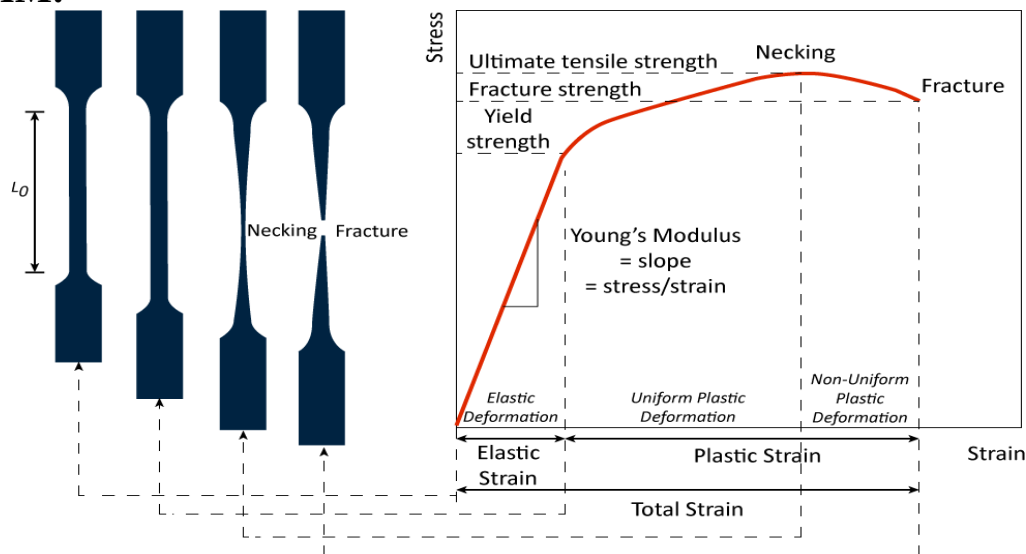 L0
Necking
Fracture
Stress
Ultimate tensile strength
Necking
Fracture strength
Fracture
Yield
strength
Young's Modulus
= slope
= stress/strain
Elastic
Deformation
Uniform Plastic
Deformation
Non-Uniform
Plastic
Deformation
Elastic
Strain
Plastic Strain
Strain
Total Strain